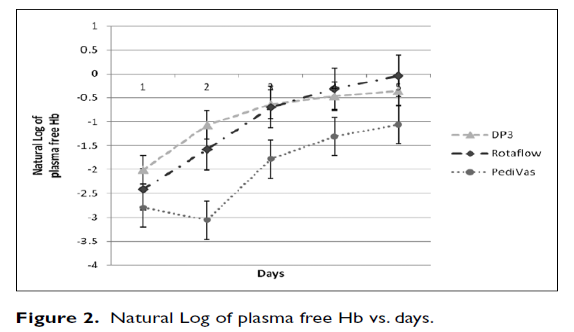 1
0.5
0
-0.5
-1
-1.5
-2
-2.5
-3
-3.5
-4
1 2
Natural Log of
plasma free Hb
Days
DP3
Rotaflow
PediVas
Figure 2. Natural Log of plasma free Hb vs. days.